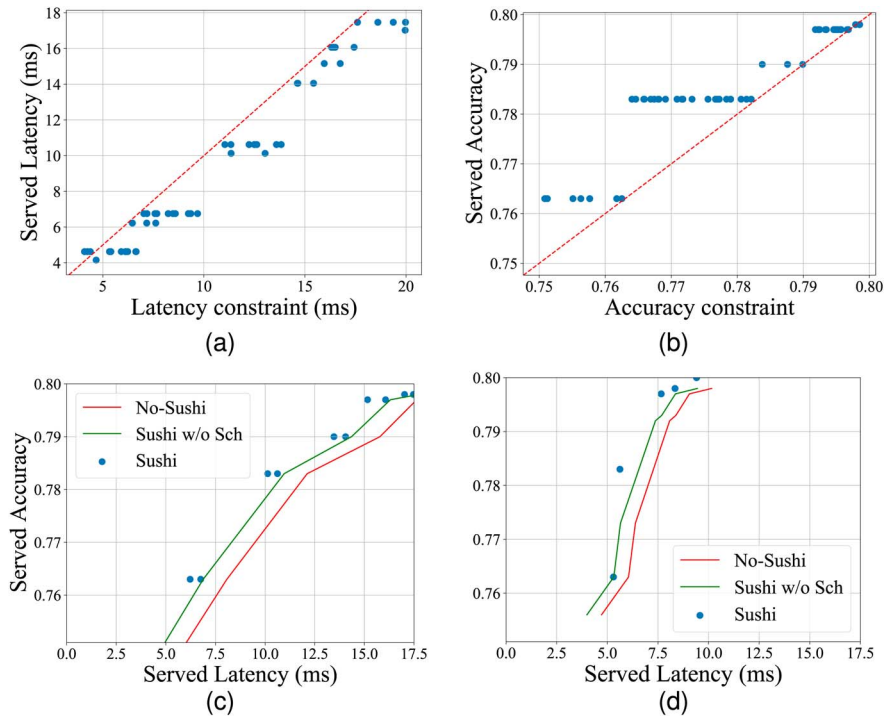 18
16
14
12
10
8
6
4
5
10
15
20
Served Latency (ms)
Latency constraint (ms)
(a)
0.80
0.79
0.78
0.77
0.76
0.75
0.75
0.76
0.77
0.78
0.79
0.80
Served Accuracy
Accuracy constraint
(b)
0.80
0.79
0.78
0.77
0.76
0.0
2.5
5.0
7.5
10.0
12.5
15.0
17.5
No-Sushi
Sushi w/o Sch
Sushi
Served Accuracy
Served Latency (ms)
(c)
0.80
0.79
0.78
0.77
0.76
0.0
2.5
5.0
7.5
10.0
12.5
15.0
17.5
No-Sushi
Sushi w/o Sch
Sushi
Served Accuracy
Served Latency (ms)
(d)